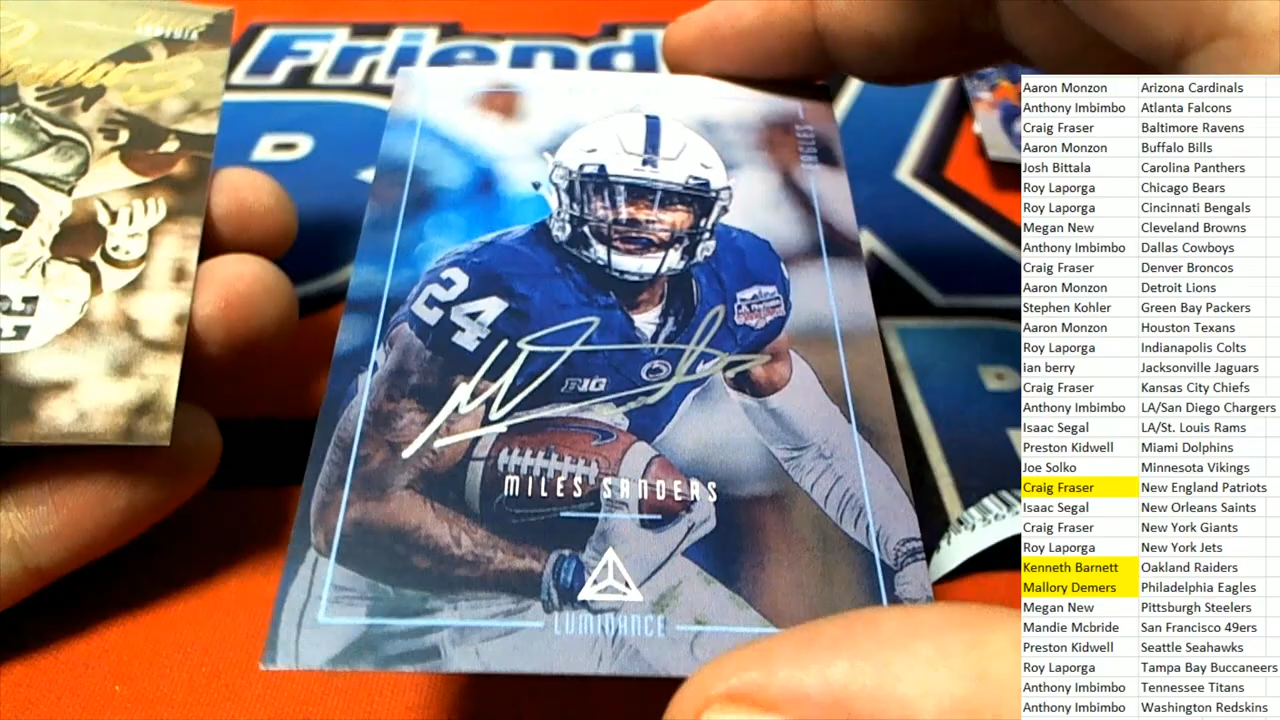 Friend
EAGLES
24
B1G
MILES SANDERS
LUMINANCE
Aaron Monzon Arizona Cardinals
Anthony Imbimbo Atlanta Falcons
Craig Fraser Baltimore Ravens
Aaron Monzon Buffalo Bills
Josh Bittala Carolina Panthers
Roy Laporga Chicago Bears
Roy Laporga Cincinnati Bengals
Megan New Cleveland Browns
Anthony Imbimbo Dallas Cowboys
Craig Fraser Denver Broncos
Aaron Monzon Detroit Lions
Stephen Kohler Green Bay Packers
Aaron Monzon Houston Texans
Roy Laporga Indianapolis Colts
ian berry Jacksonville Jaguars
Craig Fraser Kansas City Chiefs
Anthony Imbimbo LA/San Diego Chargers
Isaac Segal LA/St. Louis Rams
Preston Kidwell Miami Dolphins
Joe Solko Minnesota Vikings
Craig Fraser New England Patriots
Isaac Segal New Orleans Saints
Craig Fraser New York Giants
Roy Laporga New York Jets
Kenneth Barnett Oakland Raiders
Mallory Demers Philadelphia Eagles
Megan New Pittsburgh Steelers
Mandie Mcbride San Francisco 49ers
Preston Kidwell Seattle Seahawks
Roy Laporga Tampa Bay Buccaneers
Anthony Imbimbo Tennessee Titans
Anthony Imbimbo Washington Redskins